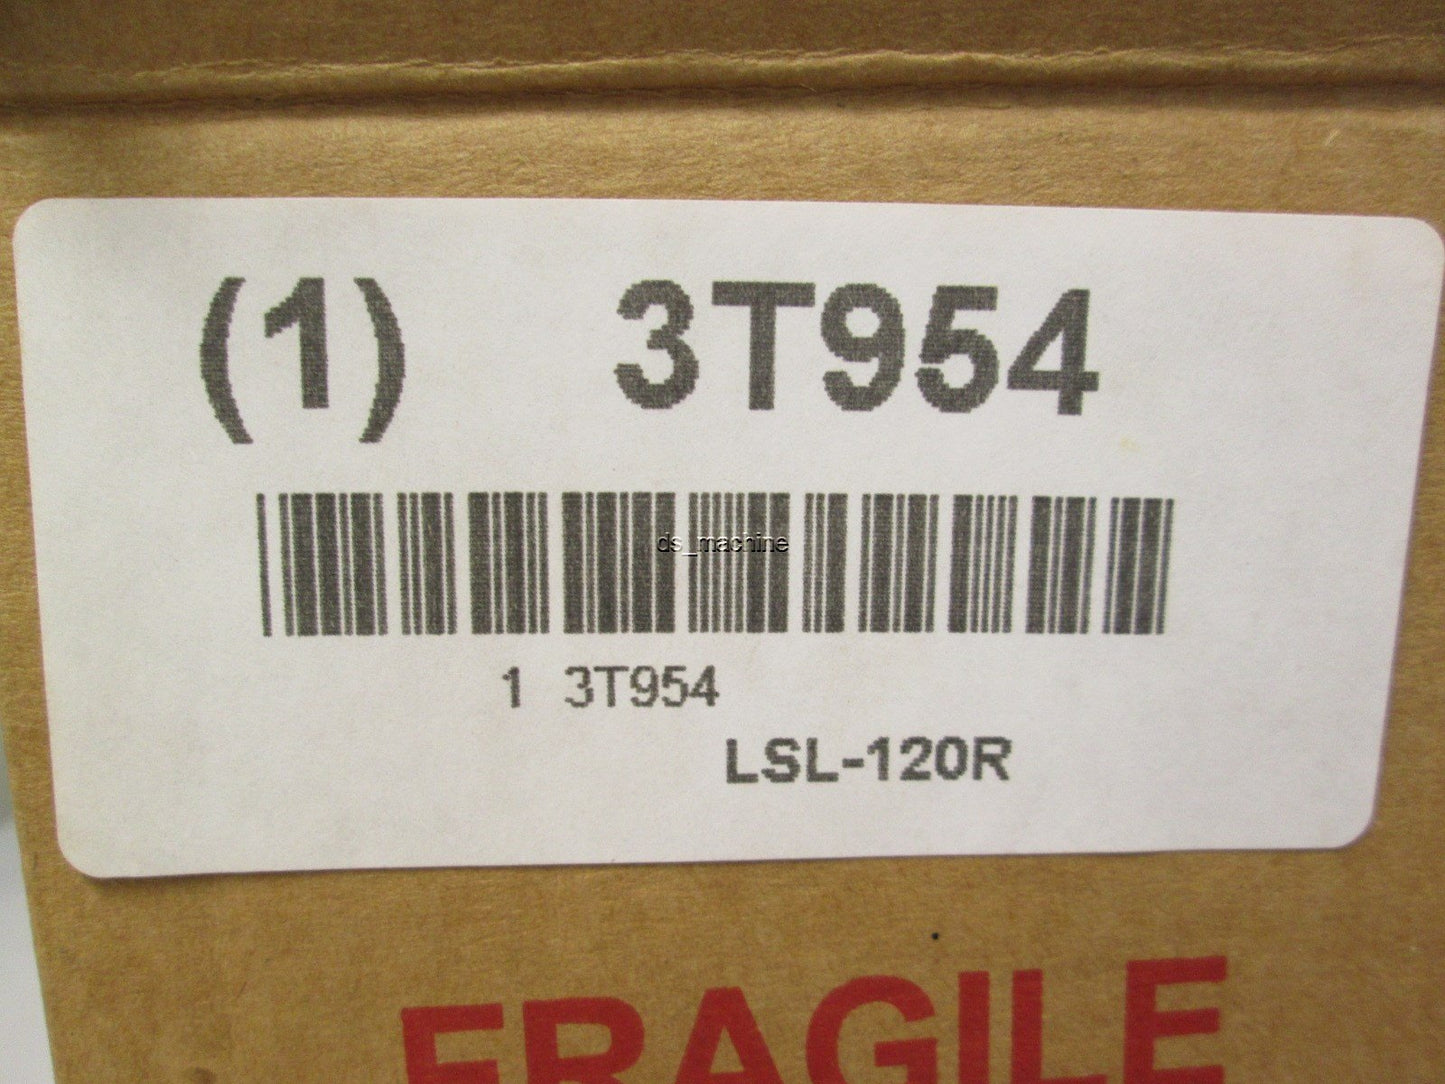 (1) 3T954
ds_machine
1 3T954
LSL-120R
FRAGILE